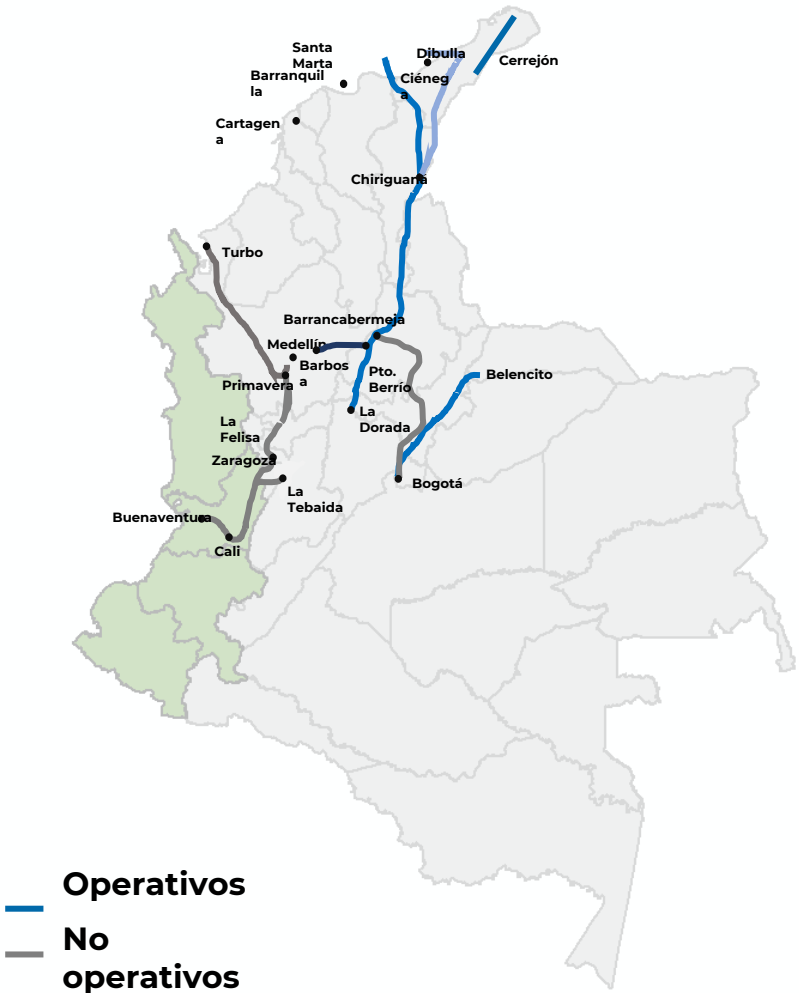 Santa
Marta
Dibulla
Cerrejón
Barranquil
la
Ciéneg
a
Cartagen
a
Chiriguaná
Turbo
Barrancabermeja
Medellín
Barbos
a
Pto.
Berrío
Belencito
Primavera
La
Dorada
La
Felisa
Zaragoza
Bogotá
La
Tebaida
Buenaventura
Cali
Operativos
No
operativos